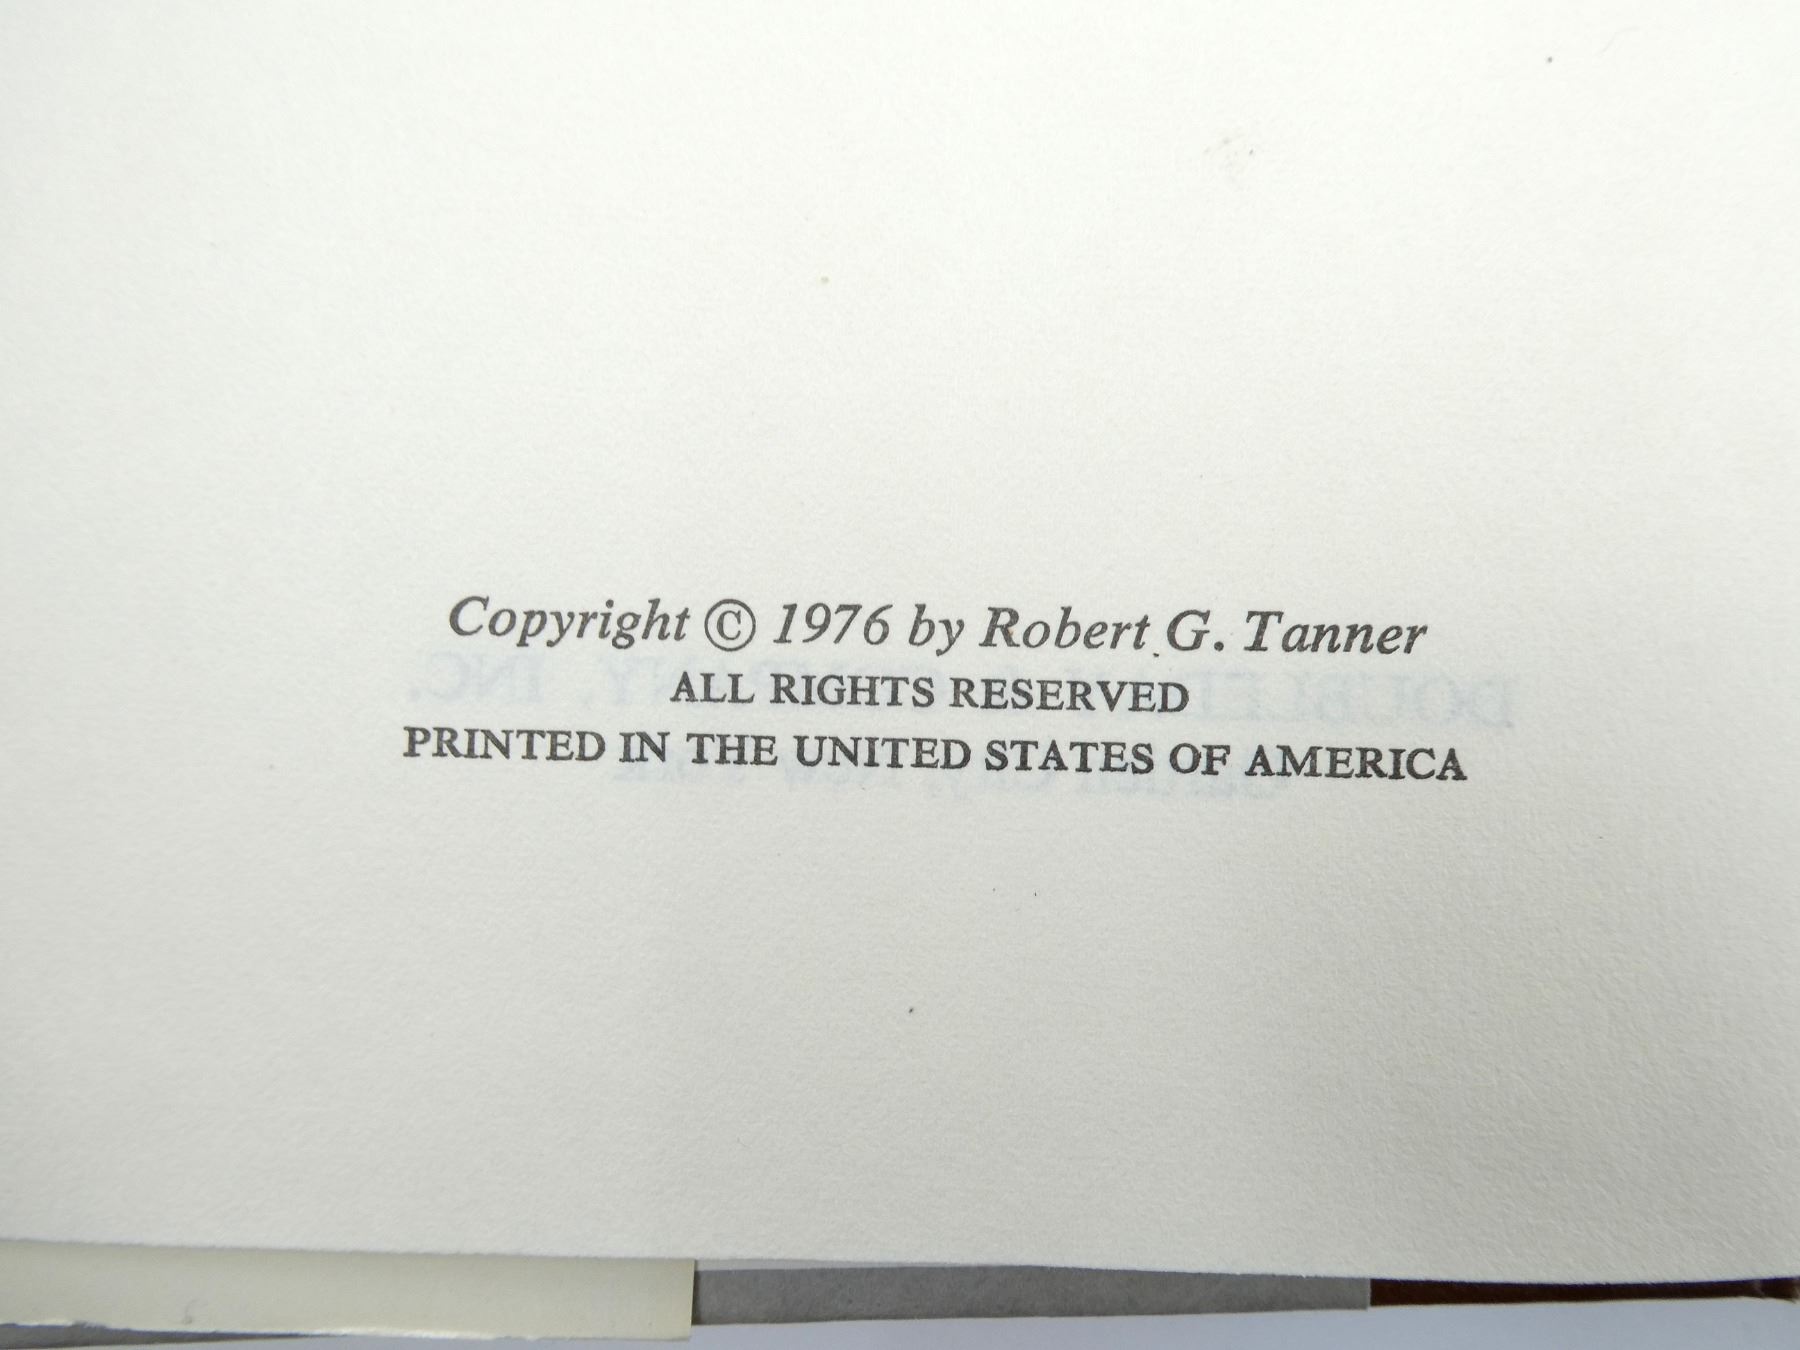 Copyright © 1976 by Robert G. Tanner
ALL RIGHTS RESERVED
PRINTED IN THE UNITED STATES OF AMERICA